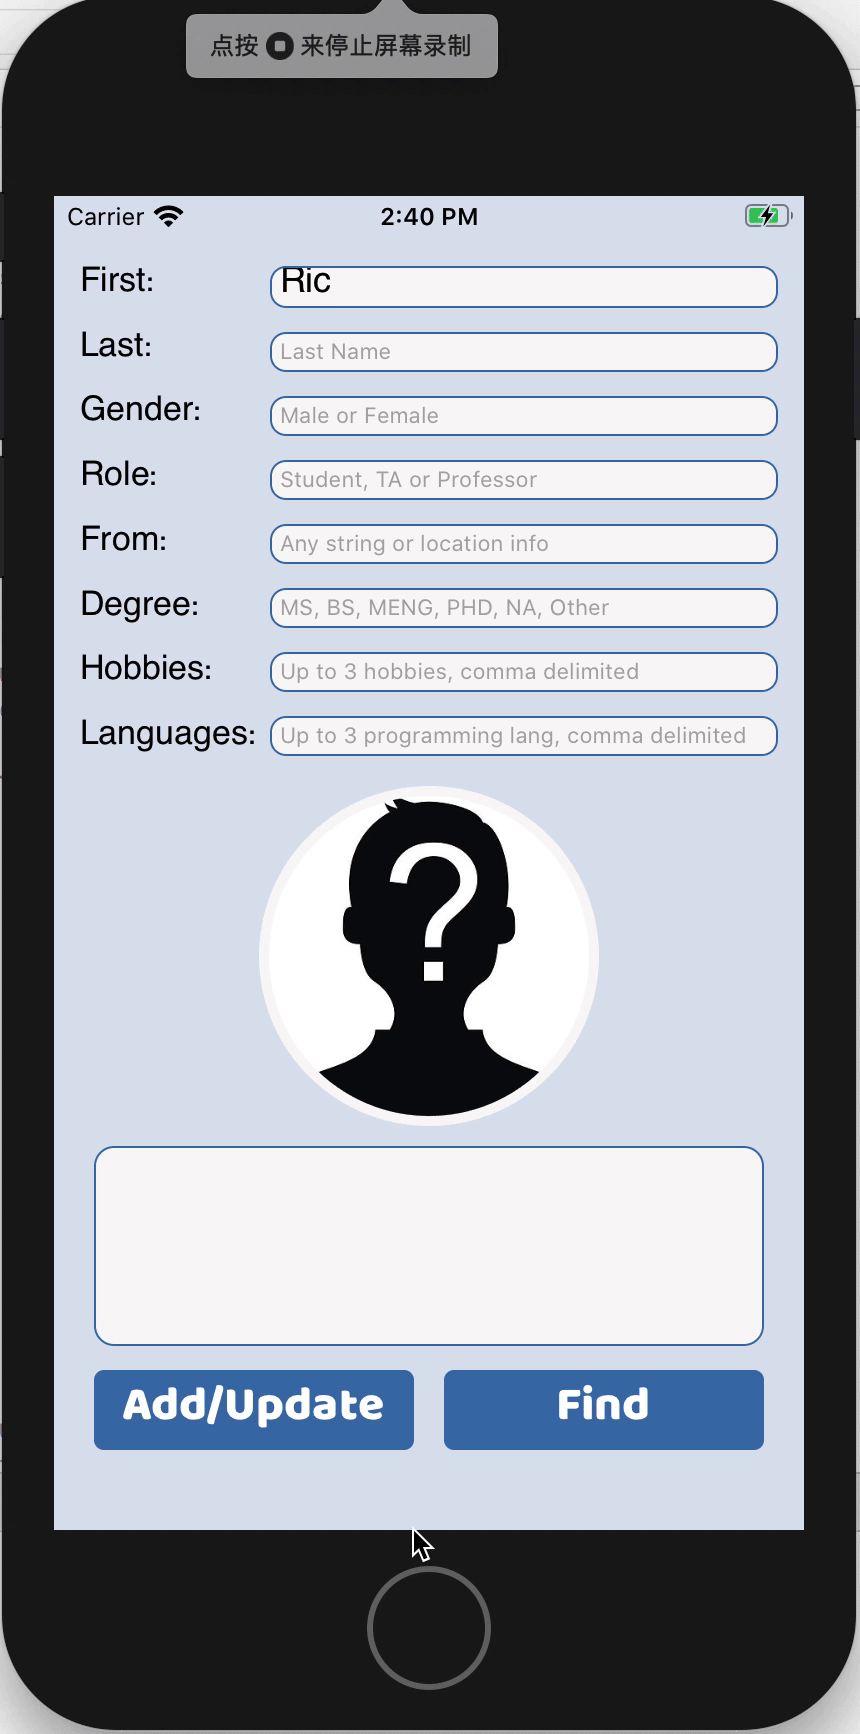 点按 来停止屏幕录制
Carrier 2:40 PM
First: Ric
Last: Last Name
Gender: Male or Female
Role: Student, TA or Professor
From: Any string or location info
Degree: MS, BS, MENG, PHD, NA, Other
Hobbies: Up to 3 hobbies, comma delimited
Languages: Up to 3 programming lang, comma delimited
?
Add/Update Find